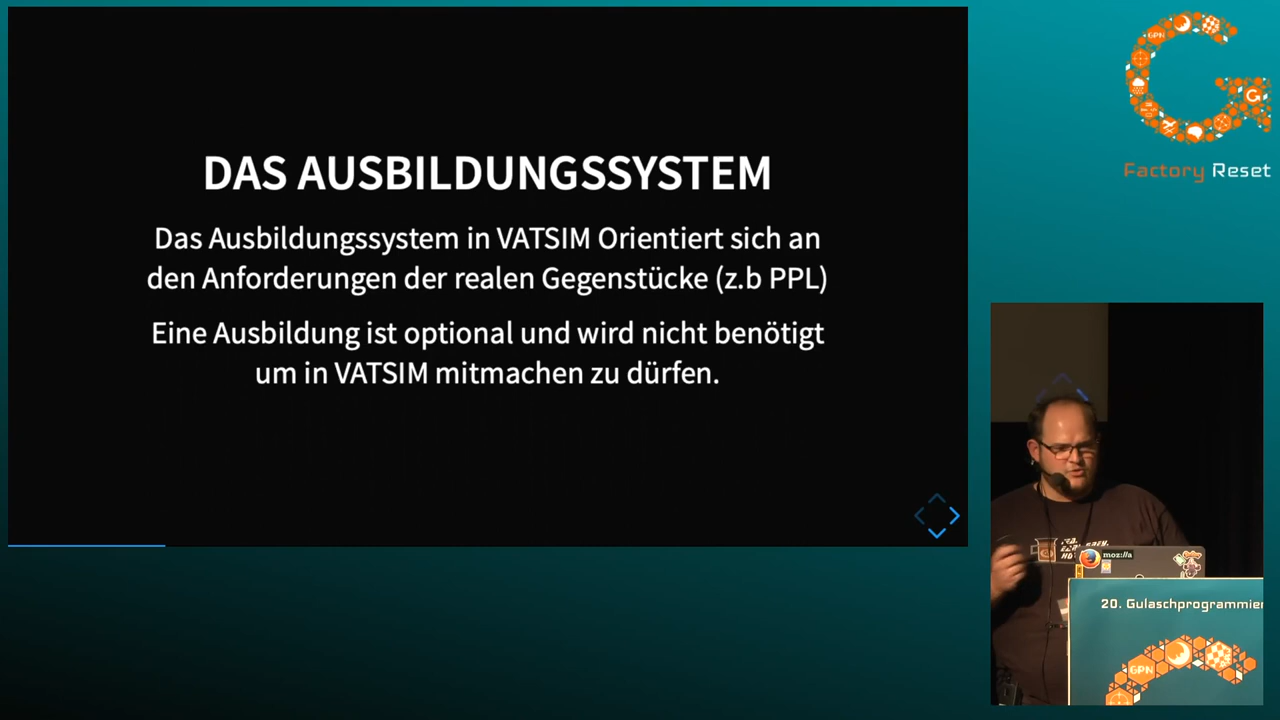 DAS AUSBILDUNGSSYSTEM
Das Ausbildungssystem in VATSIM Orientiert sich an
den Anforderungen der realen Gegenstücke (z.b PPL)
Eine Ausbildung ist optional und wird nicht benötigt
um in VATSIM mitmachen zu dürfen.
GPN
Factory Reset
moz://a
20. Gulaschprogrammier
GPN